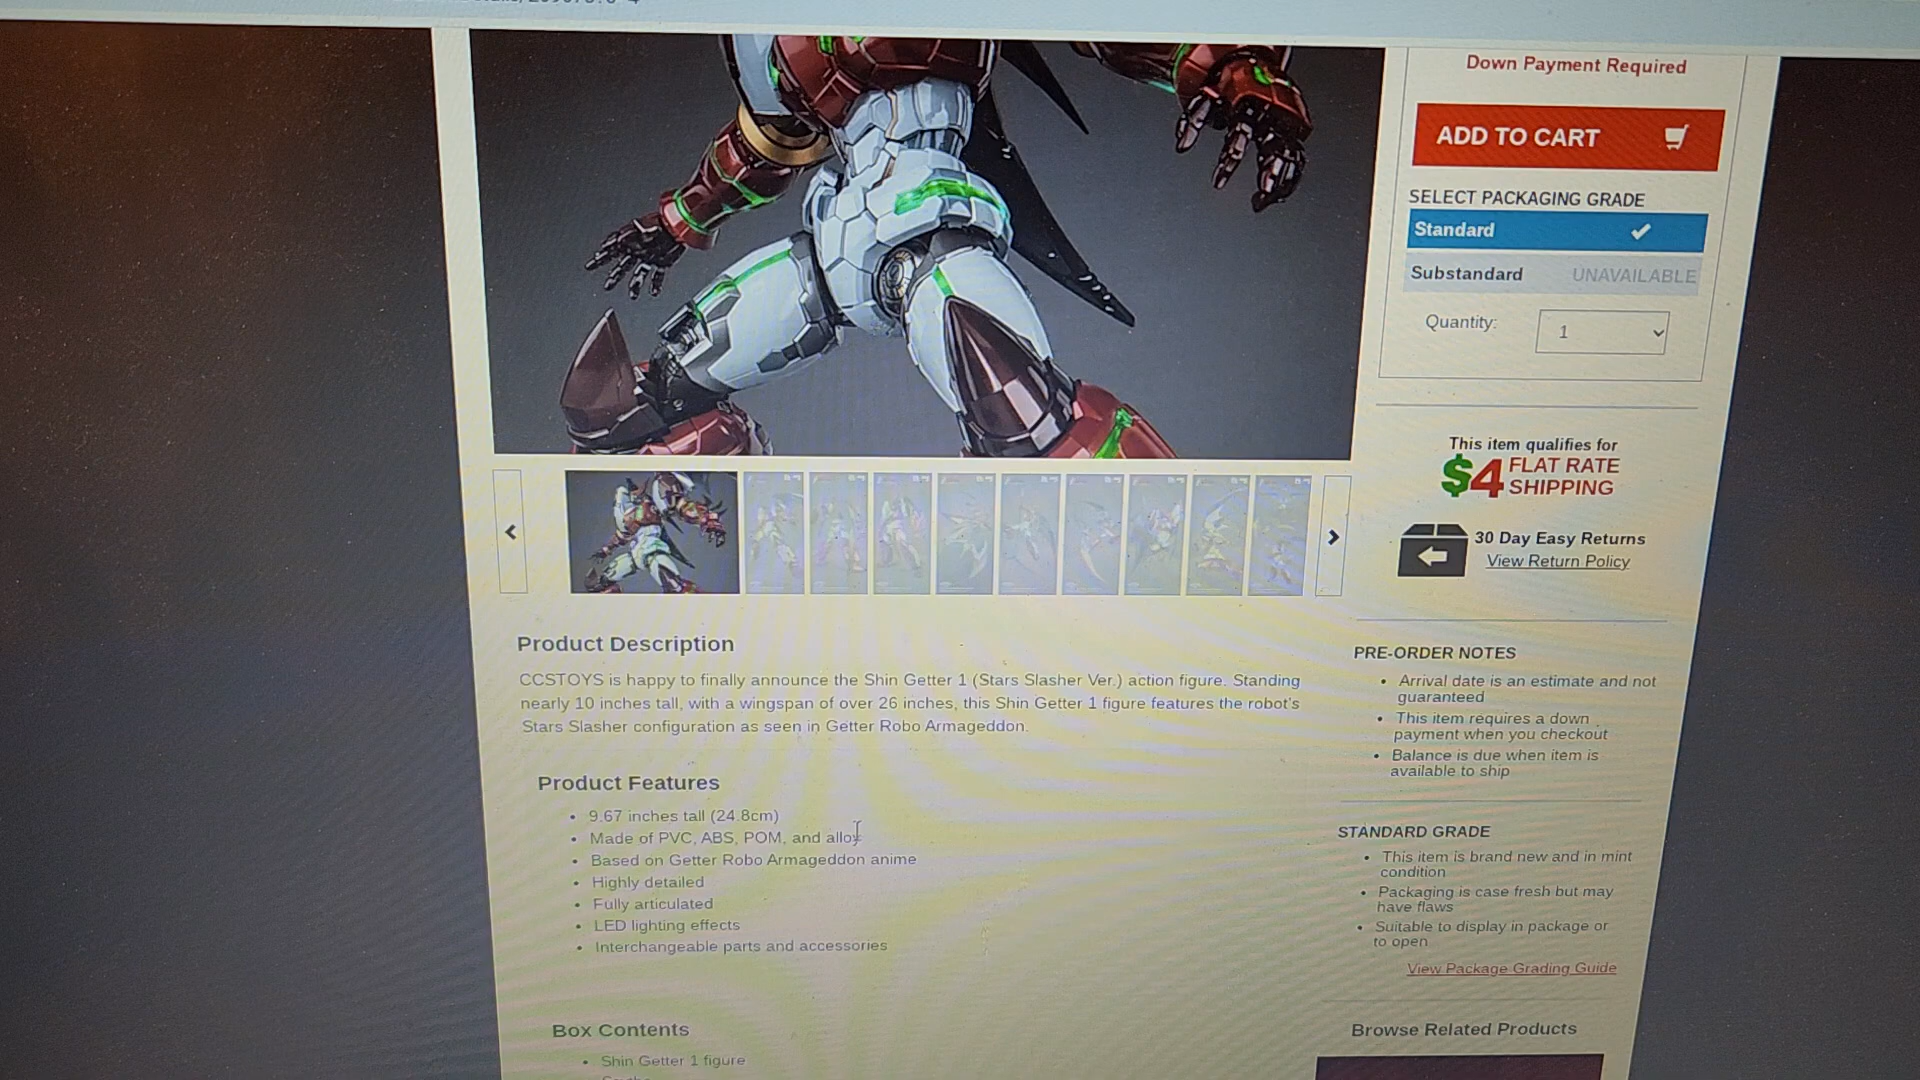 Down Payment Required
ADD TO CART
SELECT PACKAGING GRADE
Standard
Substandard UNAVAILABLE
Quantity: 1
This item qualifies for
$4 FLAT RATE
SHIPPING
30 Day Easy Returns
View Return Policy
Product Description
CCSTOYS is happy to finally announce the Shin Getter 1 (Stars Slasher Ver.) action figure. Standing
nearly 10 inches tall, with a wingspan of over 26 inches, this Shin Getter 1 figure features the robot's
Stars Slasher configuration as seen in Getter Robo Armageddon.
Product Features
• 9.67 inches tall (24.8cm)
• Made of PVC, ABS, POM, and alloy
• Based on Getter Robo Armageddon anime
• Highly detailed
• Fully articulated
• LED lighting effects
• Interchangeable parts and accessories
Box Contents
• Shin Getter 1 figure
PRE-ORDER NOTES
• Arrival date is an estimate and not
guaranteed
• This item requires a down
payment when you checkout
• Balance is due when item is
available to ship
STANDARD GRADE
• This item is brand new and in mint
condition
• Packaging is case fresh but may
have flaws
• Suitable to display in package or
to open
View Package Grading Guide
Browse Related Products